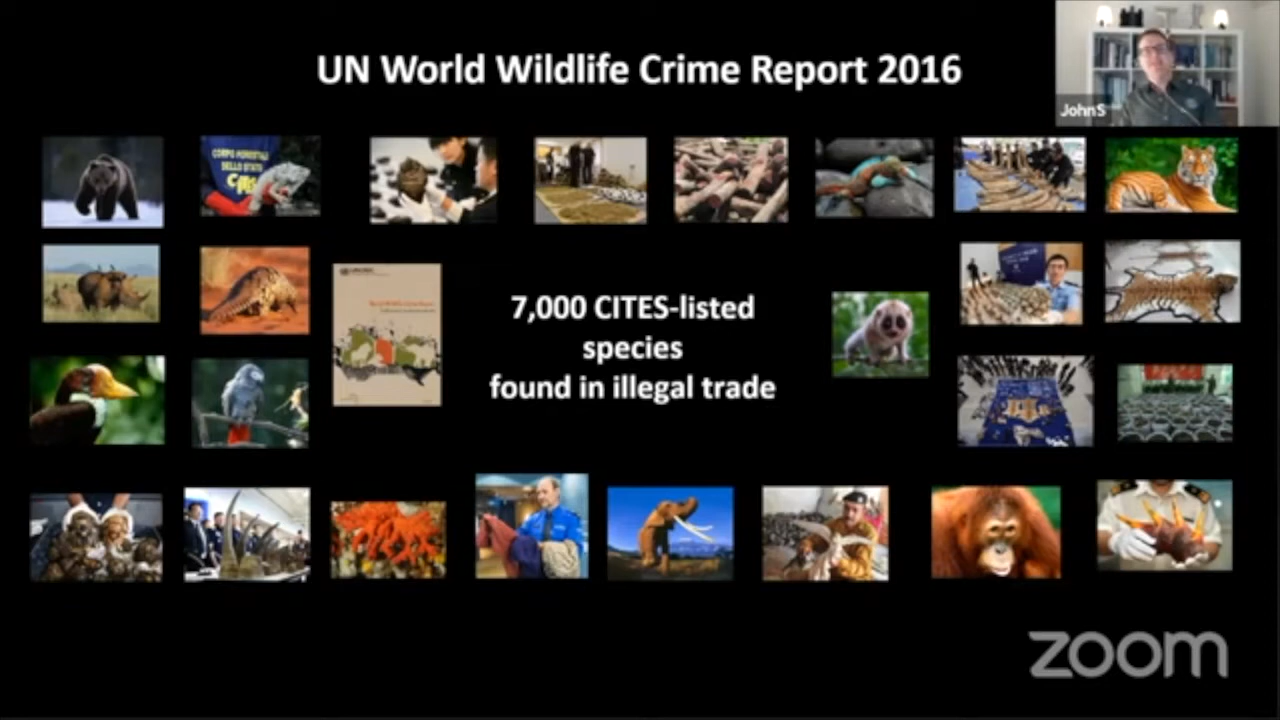 UN World Wildlife Crime Report 2016
JohnS
CORPO FORESTALE
DELLO STATO
7,000 CITES-listed
species
found in illegal trade
zoom